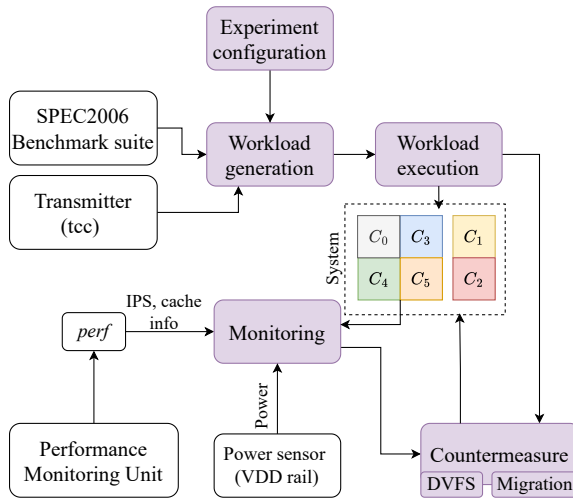 Experiment
configuration
SPEC2006
Benchmark suite
Workload
generation
Workload
execution
Transmitter
(tcc)
System
C0
C3
C1
C4
C5
C2
IPS, cache
info
perf
Monitoring
Power
Performance
Monitoring Unit
Power sensor
(VDD rail)
Countermeasure
DVFS
Migration